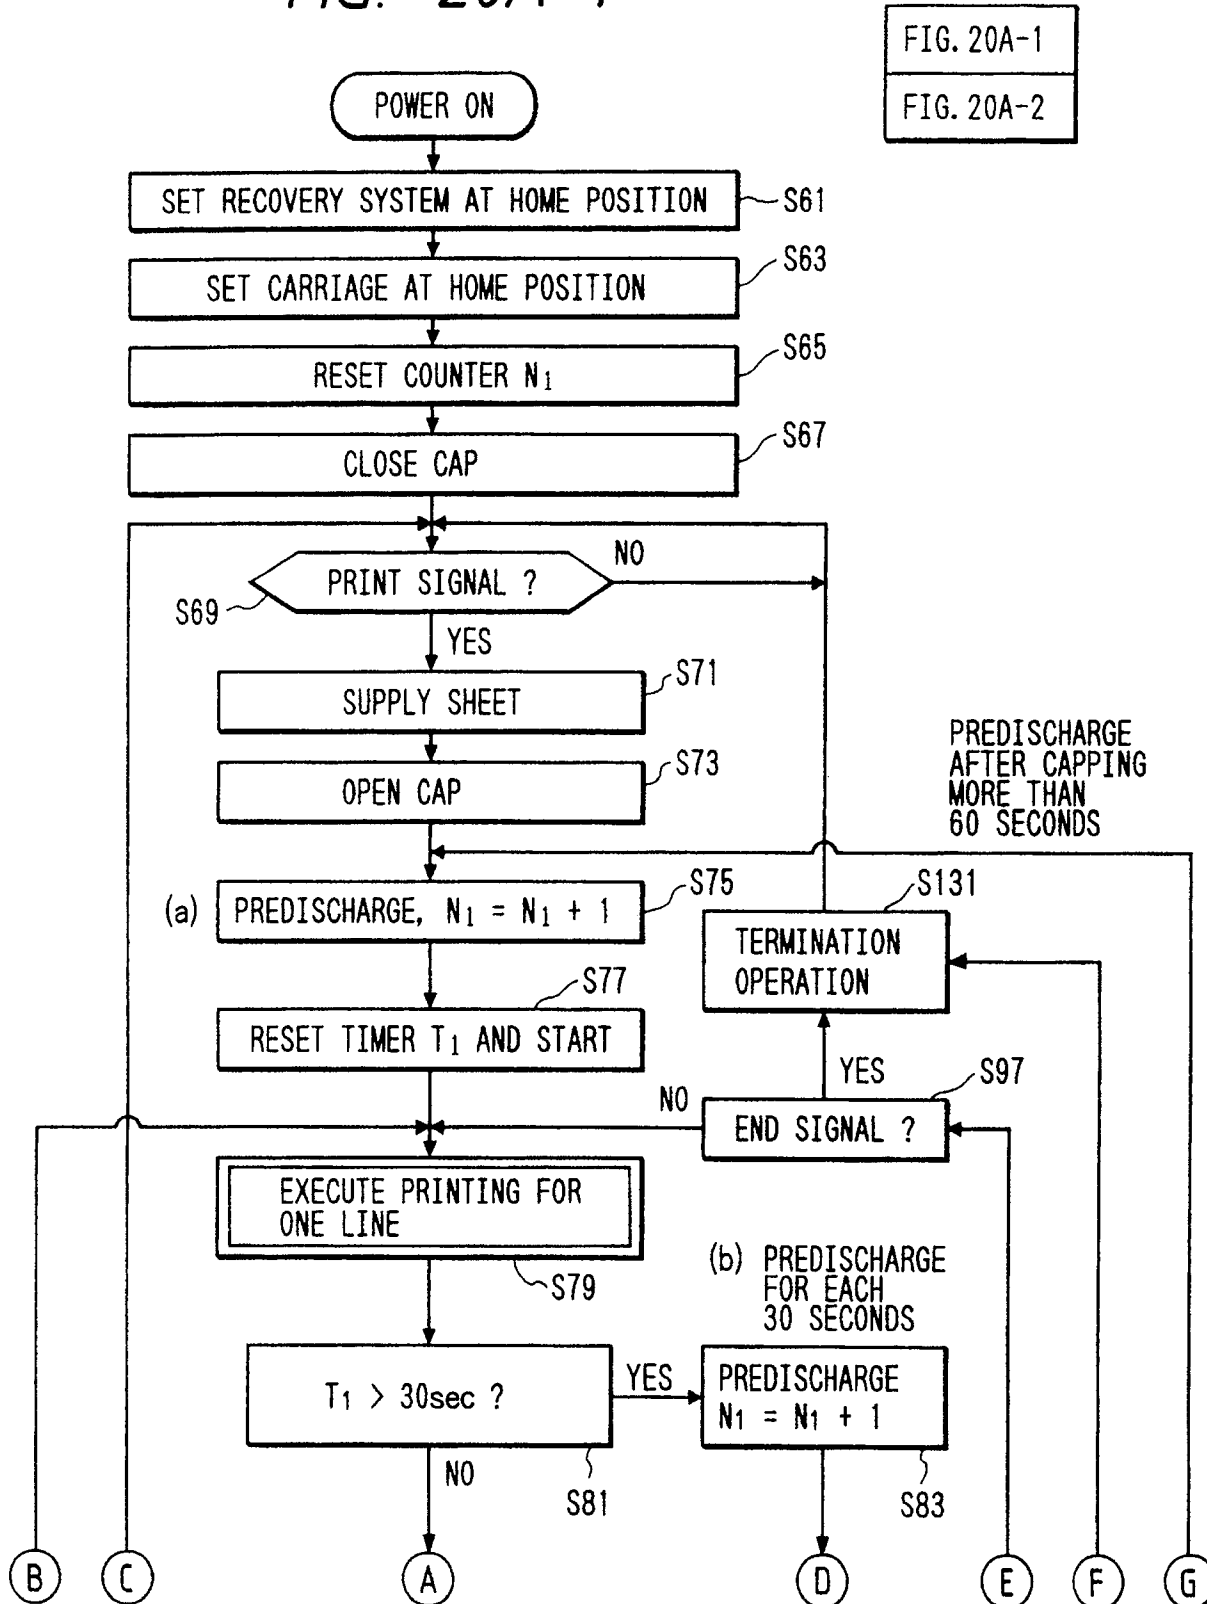 FIG. 20A-1
FIG. 20A-1
FIG. 20A-2
POWER ON
SET RECOVERY SYSTEM AT HOME POSITION
S61
SET CARRIAGE AT HOME POSITION
S63
RESET COUNTER N1
S65
CLOSE CAP
S67
PRINT SIGNAL ?
NO
S69
YES
SUPPLY SHEET
S71
OPEN CAP
S73
PREDISCHARGE
AFTER CAPPING
MORE THAN
60 SECONDS
(a)
PREDISCHARGE, N1 = N1 + 1
S75
TERMINATION
OPERATION
S131
RESET TIMER T1 AND START
S77
YES
NO
END SIGNAL ?
S97
EXECUTE PRINTING FOR
ONE LINE
S79
(b) PREDISCHARGE
FOR EACH
30 SECONDS
T1 > 30sec ?
YES
S81
NO
PREDISCHARGE
N1 = N1 + 1
S83
B
C
A
D
E
F
G